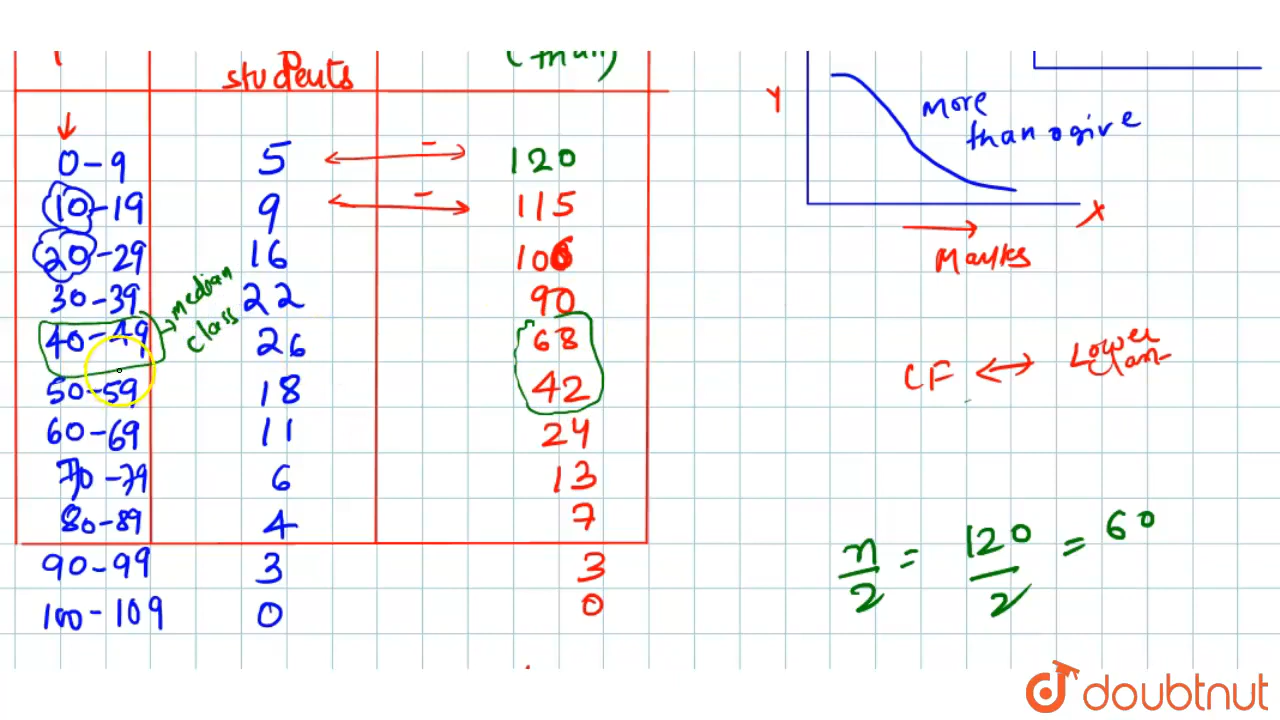 students
(than)
0-9 5 - 120
10-19 9 - 115
20-29 16 106
30-39 22 90
40-49 26 68
50-59 18 42
60-69 11 24
70-79 6 13
80-89 4 7
90-99 3 3
100-109 0 0
median
class
Y
More
than ogive
X
Marks
CF ↔ Lower
n/2 = 120/2 = 60
doubtnut